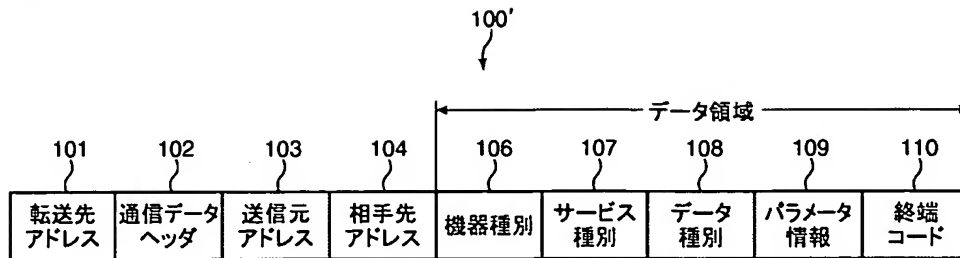 100'
データ領域
101 102 103 104 106 107 108 109 110
転送先 通信データ 送信元 相手先 機器種別 サービス データ パラメータ 終端
アドレス ヘッダ アドレス アドレス 種別 種別 情報 コード